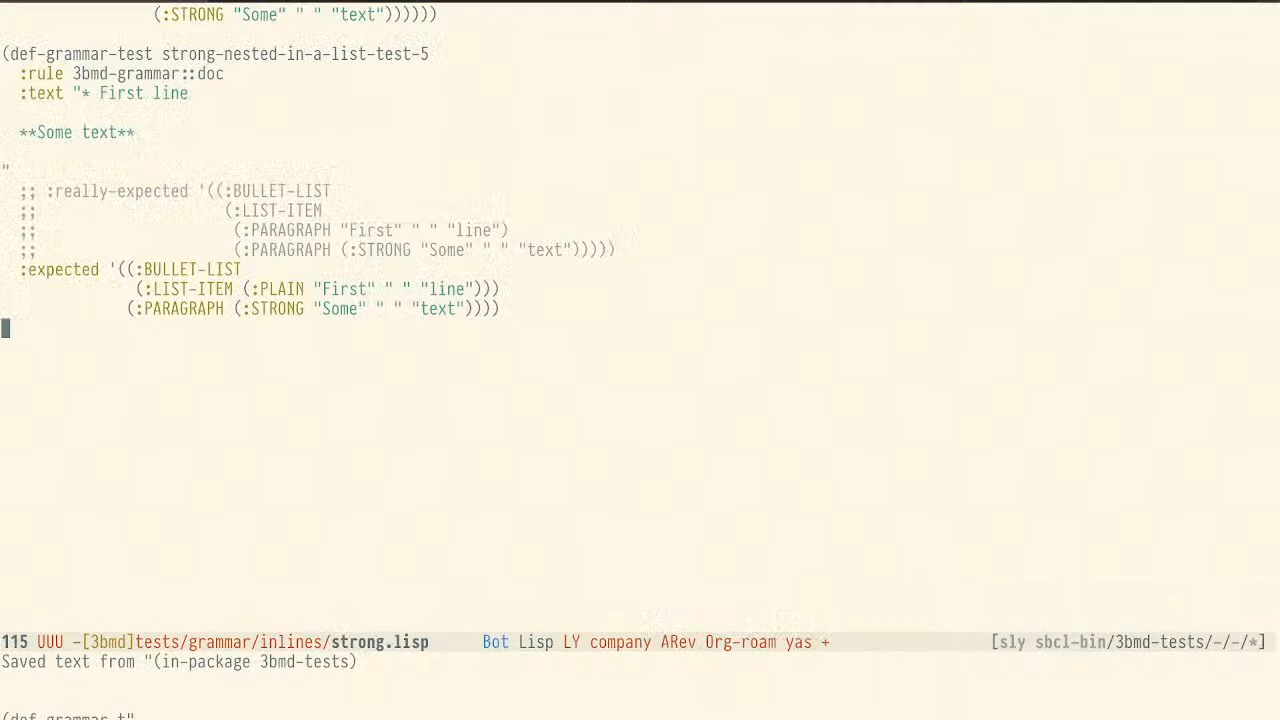 (:STRONG "Some" " " "text"))))))
(def-grammar-test strong-nested-in-a-list-test-5
  :rule 3bmd-grammar::doc
  :text "* First line
  **Some text**
"
  ;; :really-expected '((:BULLET-LIST
  ;;                     (:LIST-ITEM
  ;;                      (:PARAGRAPH "First" " " "line")
  ;;                      (:PARAGRAPH (:STRONG "Some" " " "text")))))
  :expected '((:BULLET-LIST
               (:LIST-ITEM (:PLAIN "First" " " "line")))
              (:PARAGRAPH (:STRONG "Some" " " "text"))))
115 UUU -[3bmd]tests/grammar/inlines/strong.lisp      Bot Lisp LY company ARev Org-roam yas +      [sly sbcl-bin/3bmd-tests/-/-/*]
Saved text from "(in-package 3bmd-tests)
(def-grammar-t"